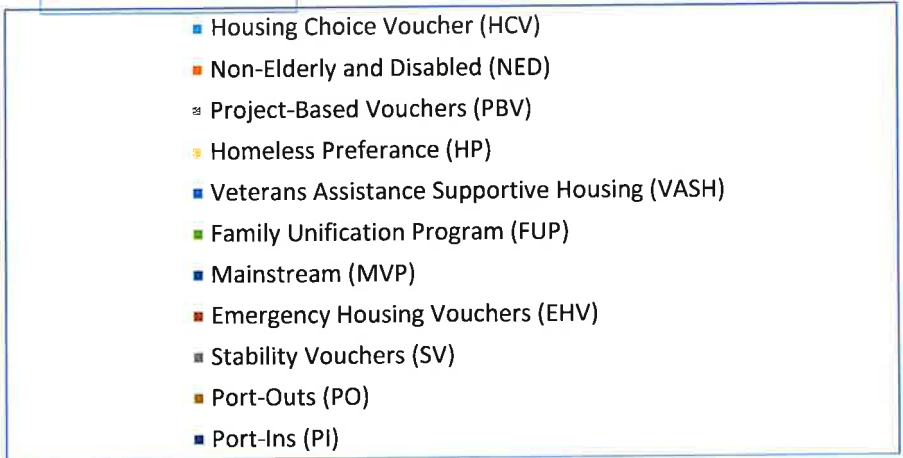 Housing Choice Voucher (HCV)
Non-Elderly and Disabled (NED)
Project-Based Vouchers (PBV)
Homeless Preferance (HP)
Veterans Assistance Supportive Housing (VASH)
Family Unification Program (FUP)
Mainstream (MVP)
Emergency Housing Vouchers (EHV)
Stability Vouchers (SV)
Port-Outs (PO)
Port-Ins (PI)